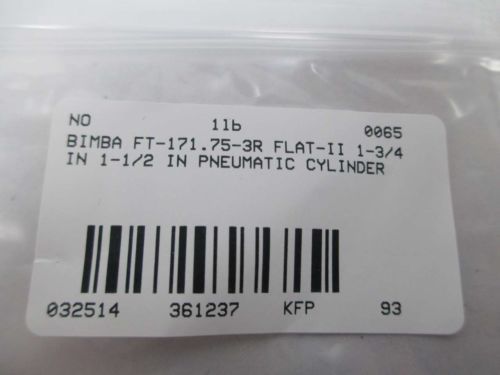 NO 1lb 0065
BIMBA FT-171.75-3R FLAT-II 1-3/4
IN 1-1/2 IN PNEUMATIC CYLINDER
032514 361237 KFP 93